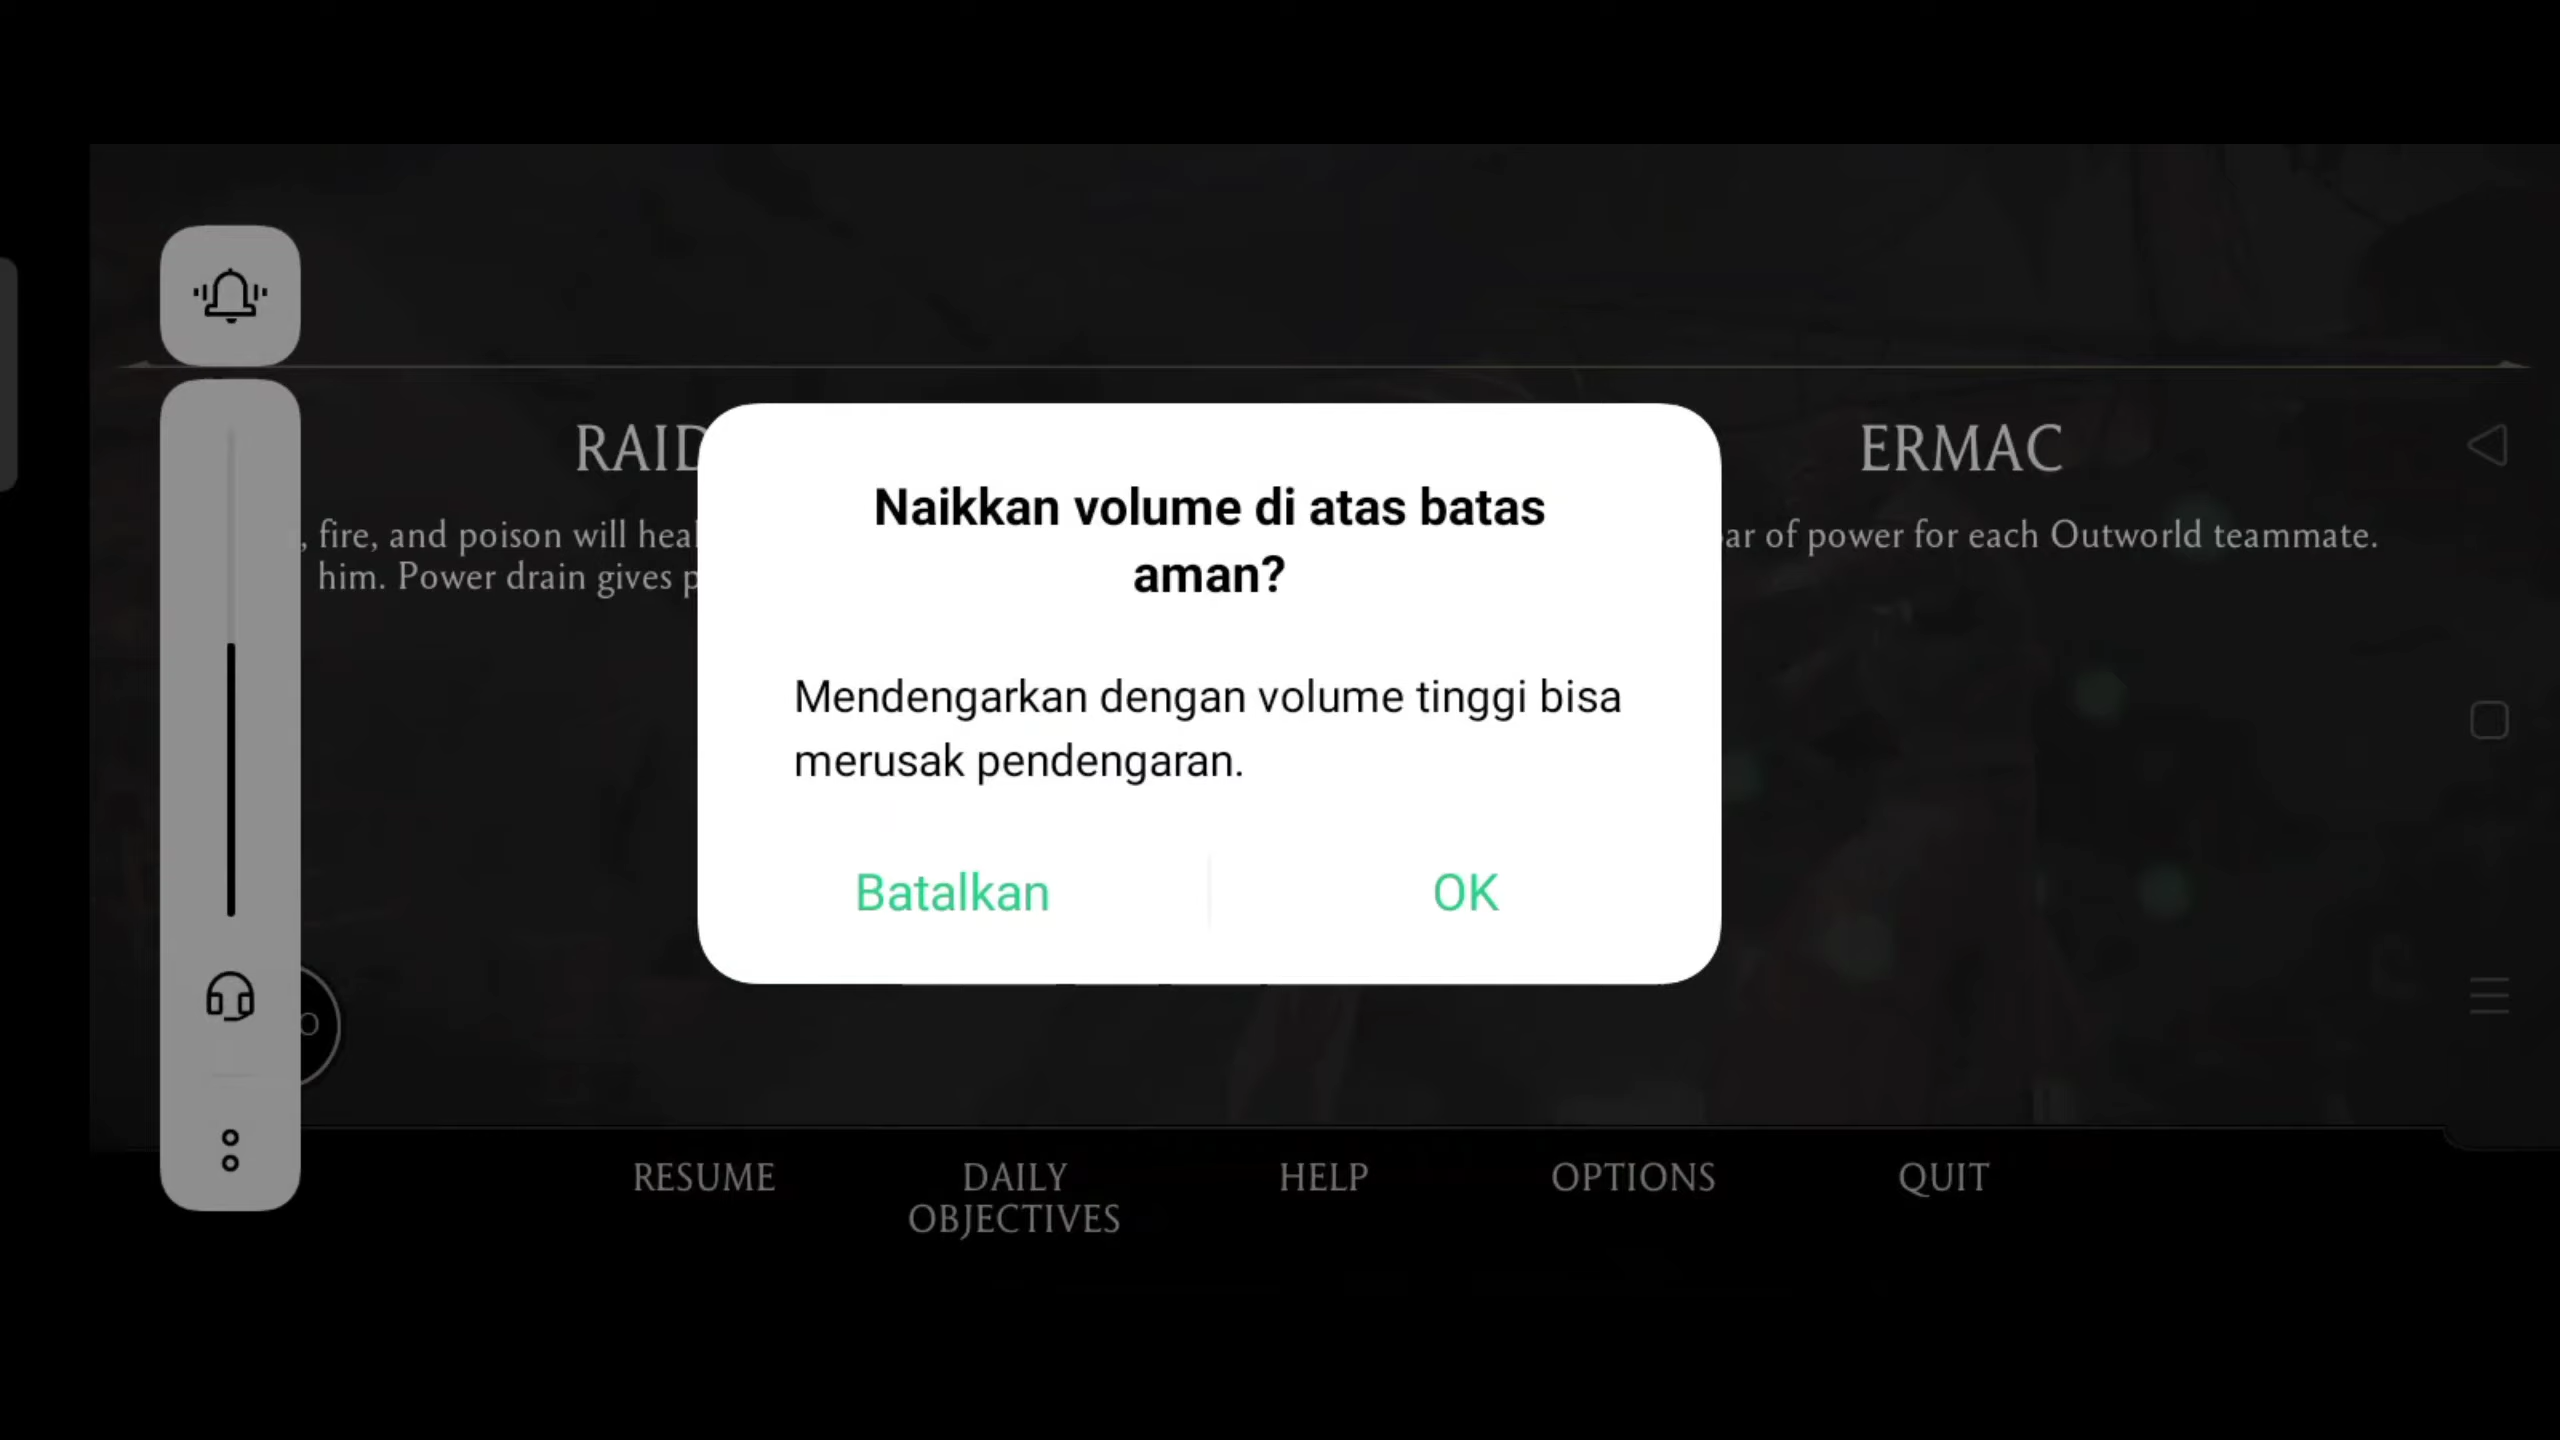 RAID
ERMAC
Naikkan volume di atas batas
aman?
, fire, and poison will heal
of power for each Outworld teammate.
him. Power drain gives
Mendengarkan dengan volume tinggi bisa
merusak pendengaran.
Batalkan
OK
RESUME
DAILY
OBJECTIVES
HELP
OPTIONS
QUIT